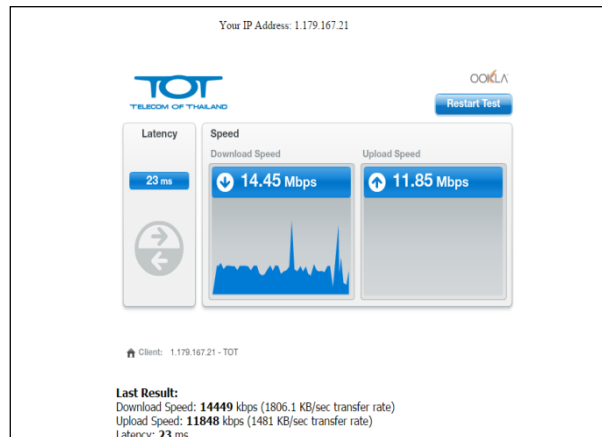 Your IP Address: 1.179.167.21
TOT
TELECOM OF THAILAND
OOKLA
Restart Test
Latency
23 ms
Speed
Download Speed
14.45 Mbps
Upload Speed
11.85 Mbps
Client: 1.179.167.21 - TOT
Last Result:
Download Speed: 14449 kbps (1806.1 KB/sec transfer rate)
Upload Speed: 11848 kbps (1481 KB/sec transfer rate)
Latency: 23 ms